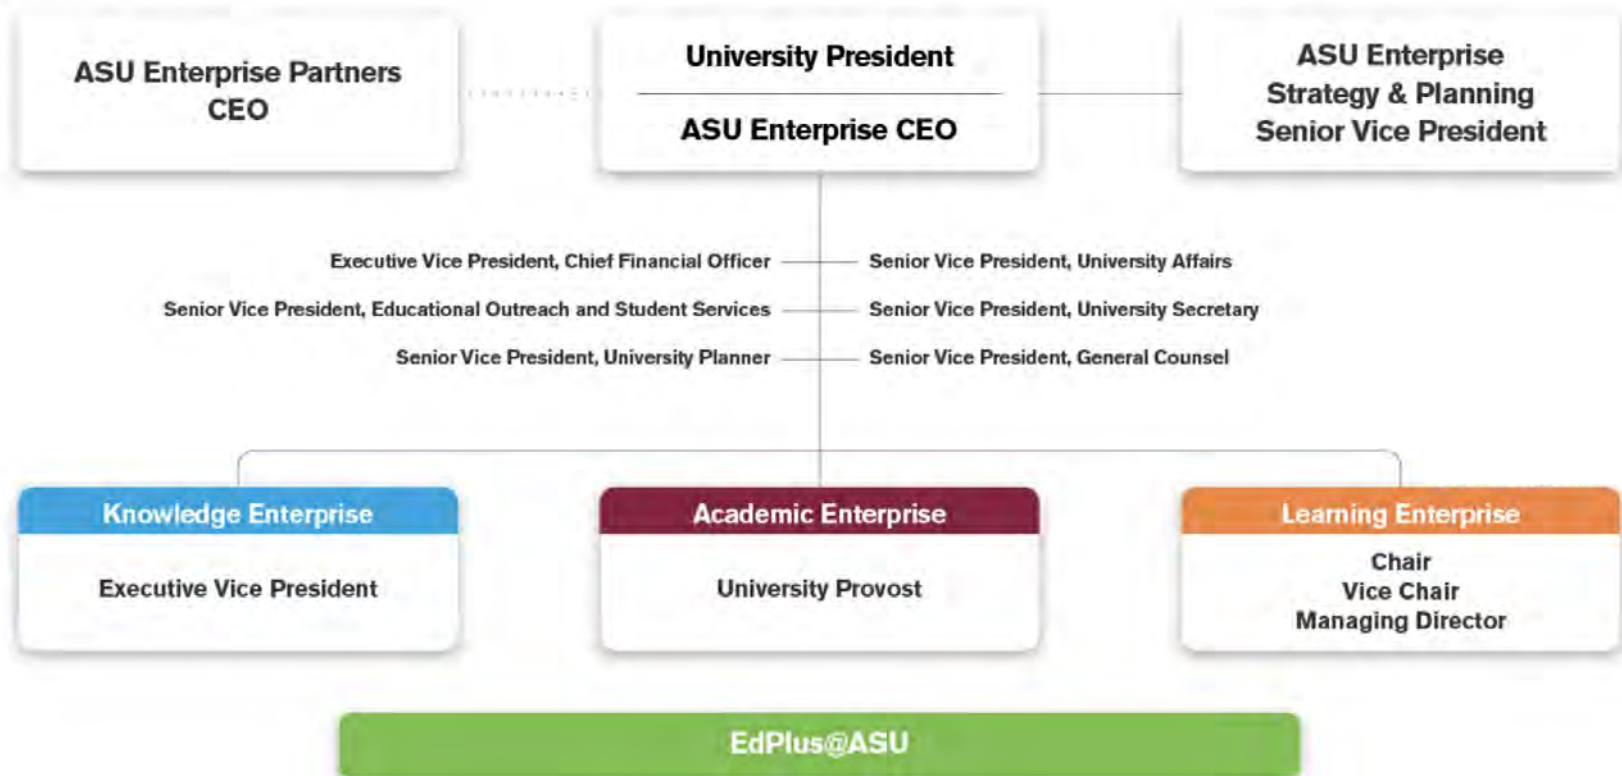 ASU Enterprise Partners
CEO
University President
ASU Enterprise CEO
ASU Enterprise
Strategy & Planning
Senior Vice President
Executive Vice President, Chief Financial Officer
Senior Vice President, University Affairs
Senior Vice President, Educational Outreach and Student Services
Senior Vice President, University Secretary
Senior Vice President, University Planner
Senior Vice President, General Counsel
Knowledge Enterprise
Executive Vice President
Academic Enterprise
University Provost
Learning Enterprise
Chair
Vice Chair
Managing Director
EdPlus@ASU